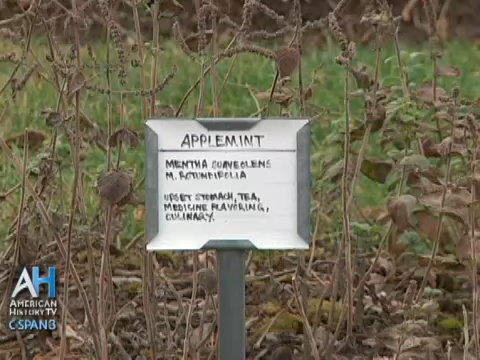 APPLEMINT
MENTHA SUAVEOLENS
M. ROTUNDIFOLIA
UPSET STOMACH, TEA,
MEDICINE FLAVORING,
CULINARY.
AH
AMERICAN
HISTORY TV
C-SPAN3